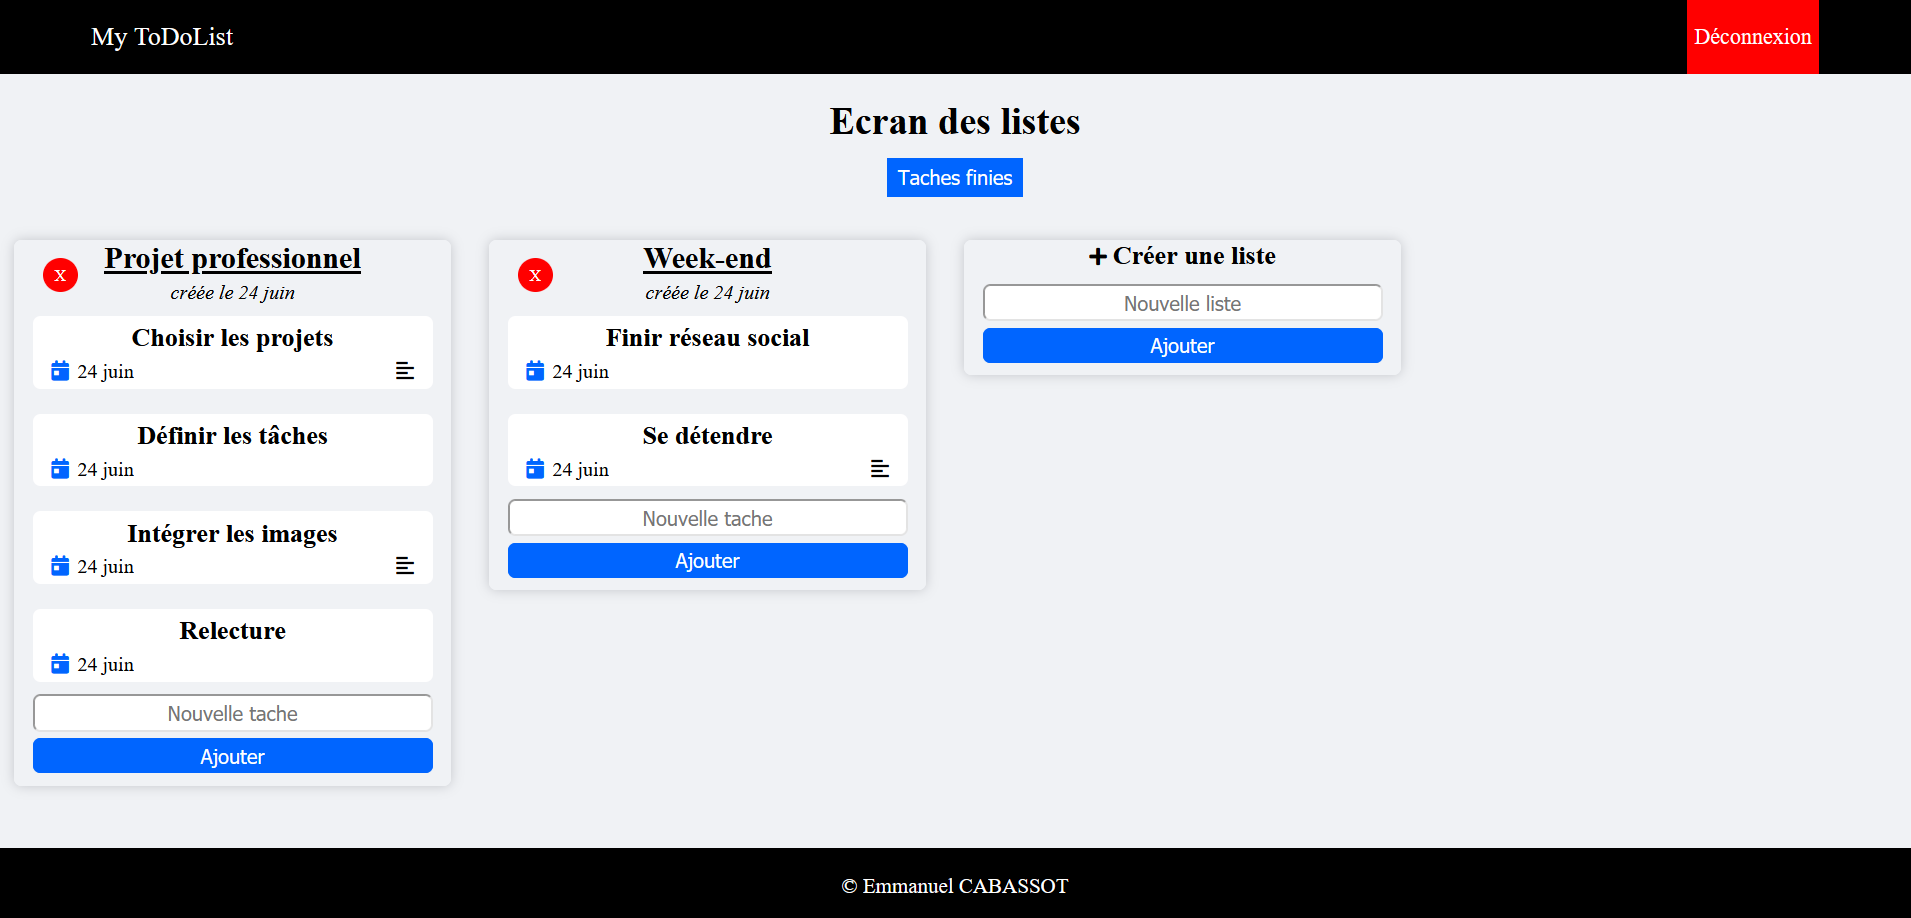 My ToDoList
Déconnexion
Ecran des listes
Taches finies
x
Projet professionnel
créée le 24 juin
Choisir les projets
24 juin
Définir les tâches
24 juin
Intégrer les images
24 juin
Relecture
24 juin
Nouvelle tache
Ajouter
x
Week-end
créée le 24 juin
Finir réseau social
24 juin
Se détendre
24 juin
Nouvelle tache
Ajouter
Créer une liste
Nouvelle liste
Ajouter
© Emmanuel CABASSOT